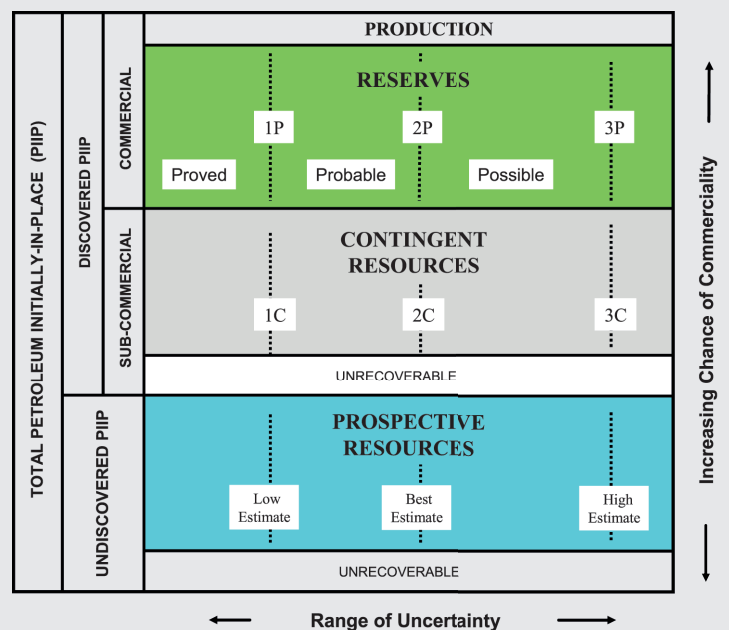 TOTAL PETROLEUM INITIALLY-IN-PLACE (PIIP)
DISCOVERED PIIP
UNDISCOVERED PIIP
COMMERCIAL
SUB-COMMERCIAL
PRODUCTION
RESERVES
1P
2P
3P
Proved
Probable
Possible
CONTINGENT
RESOURCES
1C
2C
3C
UNRECOVERABLE
PROSPECTIVE
RESOURCES
Low
Estimate
Best
Estimate
High
Estimate
UNRECOVERABLE
Increasing Chance of Commerciality
Range of Uncertainty